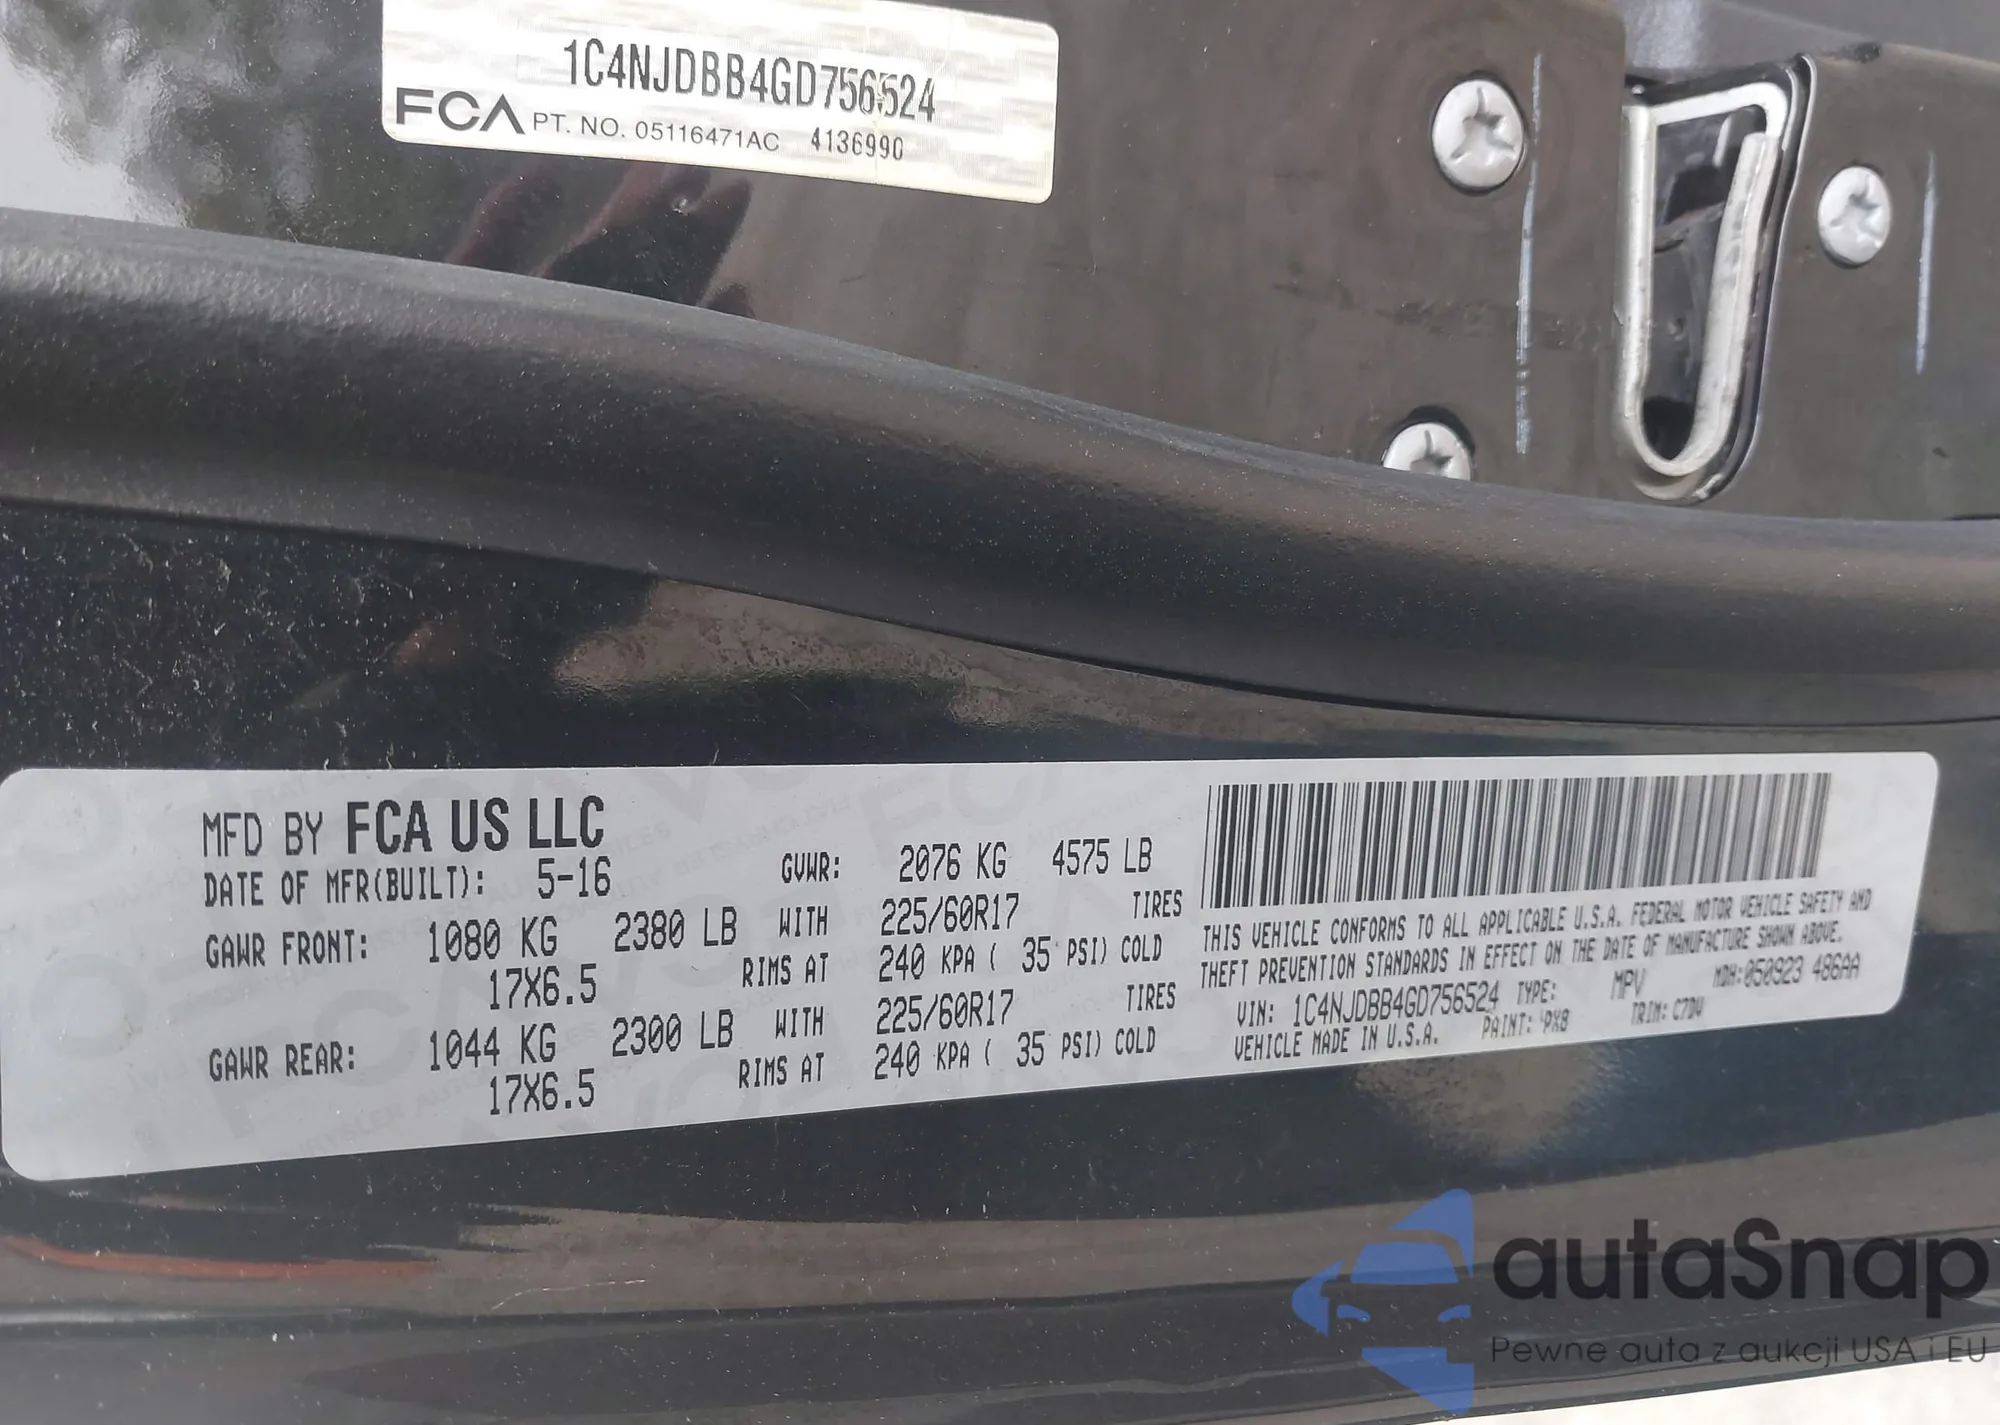 1C4NJDBB4GD756524
FCA PT. NO. 05116471AC 4136990
MFD BY FCA US LLC
DATE OF MFR(BUILT): 5-16 GVWR: 2076 KG 4575 LB
GAWR FRONT: 1080 KG 2380 LB WITH 225/60R17 TIRES
17X6.5 RIMS AT 240 KPA ( 35 PSI) COLD
GAWR REAR: 1044 KG 2300 LB WITH 225/60R17 TIRES
17X6.5 RIMS AT 240 KPA ( 35 PSI) COLD
THIS VEHICLE CONFORMS TO ALL APPLICABLE U.S.A. FEDERAL MOTOR VEHICLE SAFETY AND
THEFT PREVENTION STANDARDS IN EFFECT ON THE DATE OF MANUFACTURE SHOWN ABOVE.
VIN: 1C4NJDBB4GD756524 TYPE: MPV MDH:050923 486AA
VEHICLE MADE IN U.S.A. PAINT: PX8 TRIM: C7DV
autaSnap
Pewne auta z aukcji USA i EU